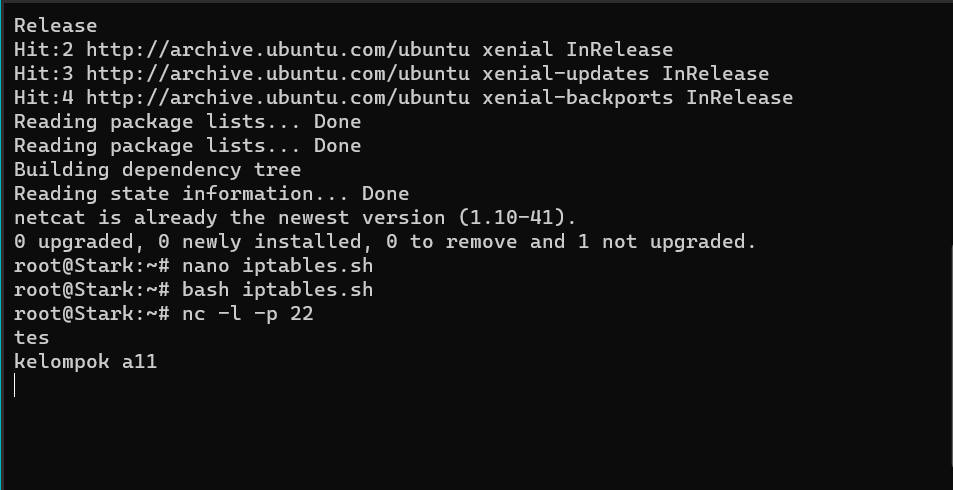 Release
Hit:2 http://archive.ubuntu.com/ubuntu xenial InRelease
Hit:3 http://archive.ubuntu.com/ubuntu xenial-updates InRelease
Hit:4 http://archive.ubuntu.com/ubuntu xenial-backports InRelease
Reading package lists... Done
Reading package lists... Done
Building dependency tree
Reading state information... Done
netcat is already the newest version (1.10-41).
0 upgraded, 0 newly installed, 0 to remove and 1 not upgraded.
root@Stark:~# nano iptables.sh
root@Stark:~# bash iptables.sh
root@Stark:~# nc -l -p 22
tes
kelompok a11